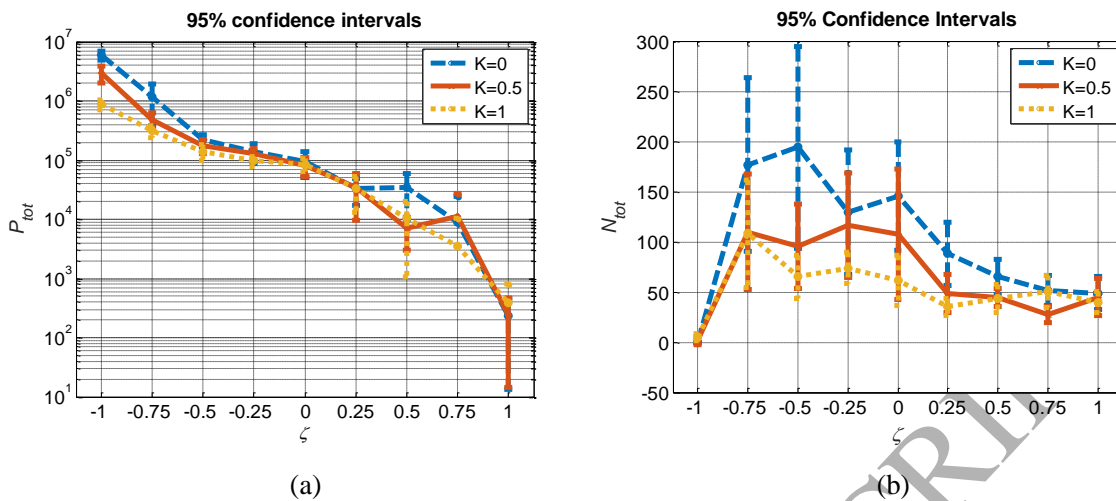 95% confidence intervals
10^7
10^6
10^5
10^4
10^3
10^2
10^1
P_tot
K=0
K=0.5
K=1
-1 -0.75 -0.5 -0.25 0 0.25 0.5 0.75 1
ζ
(a)
95% Confidence Intervals
300
250
200
150
100
50
0
-50
N_tot
K=0
K=0.5
K=1
-1 -0.75 -0.5 -0.25 0 0.25 0.5 0.75 1
ζ
(b)
CRI